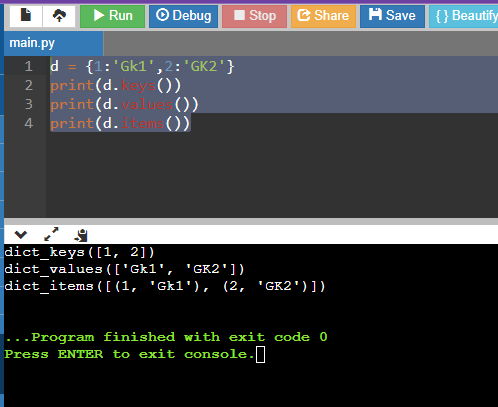 Run Debug Stop Share Save { } Beautify
main.py
1 d = {1:'Gk1',2:'GK2'}
2 print(d.keys())
3 print(d.values())
4 print(d.items())
dict_keys([1, 2])
dict_values(['Gk1', 'GK2'])
dict_items([(1, 'Gk1'), (2, 'GK2')])
...Program finished with exit code 0
Press ENTER to exit console.